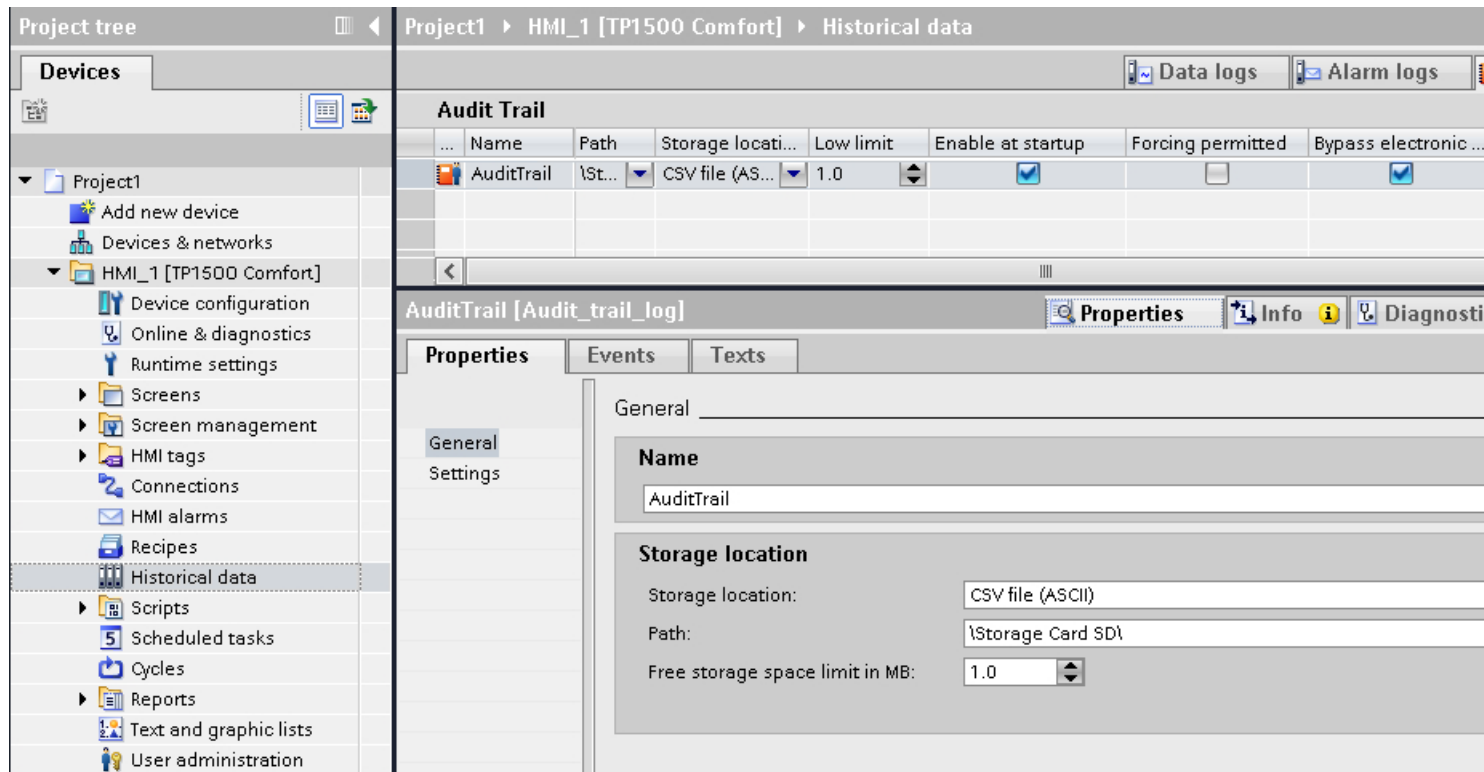 Project tree
Devices
Project1
Add new device
Devices & networks
HMI_1 [TP1500 Comfort]
Device configuration
Online & diagnostics
Runtime settings
Screens
Screen management
HMI tags
Connections
HMI alarms
Recipes
Historical data
Scripts
Scheduled tasks
Cycles
Reports
Text and graphic lists
User administration
Project1 HMI_1 [TP1500 Comfort] Historical data
Data logs Alarm logs
Audit Trail
... Name Path Storage locati... Low limit Enable at startup Forcing permitted Bypass electronic ...
AuditTrail \St... CSV file (AS... 1.0
AuditTrail [Audit_trail_log]
Properties Info Diagnosti
Properties Events Texts
General
Settings
General
Name
AuditTrail
Storage location
Storage location: CSV file (ASCII)
Path: \Storage Card SD\
Free storage space limit in MB: 1.0